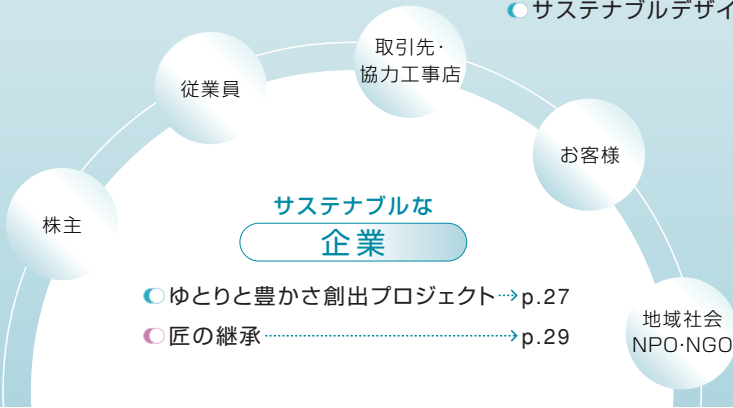 サステナブルデザイ
取引先·
協力工事店
従業員
お客様
株主
サステナブルな
企業
ゆとりと豊かさ創出プロジェクト…›p.27
匠の継承…›p.29
地域社会
NPO·NGO